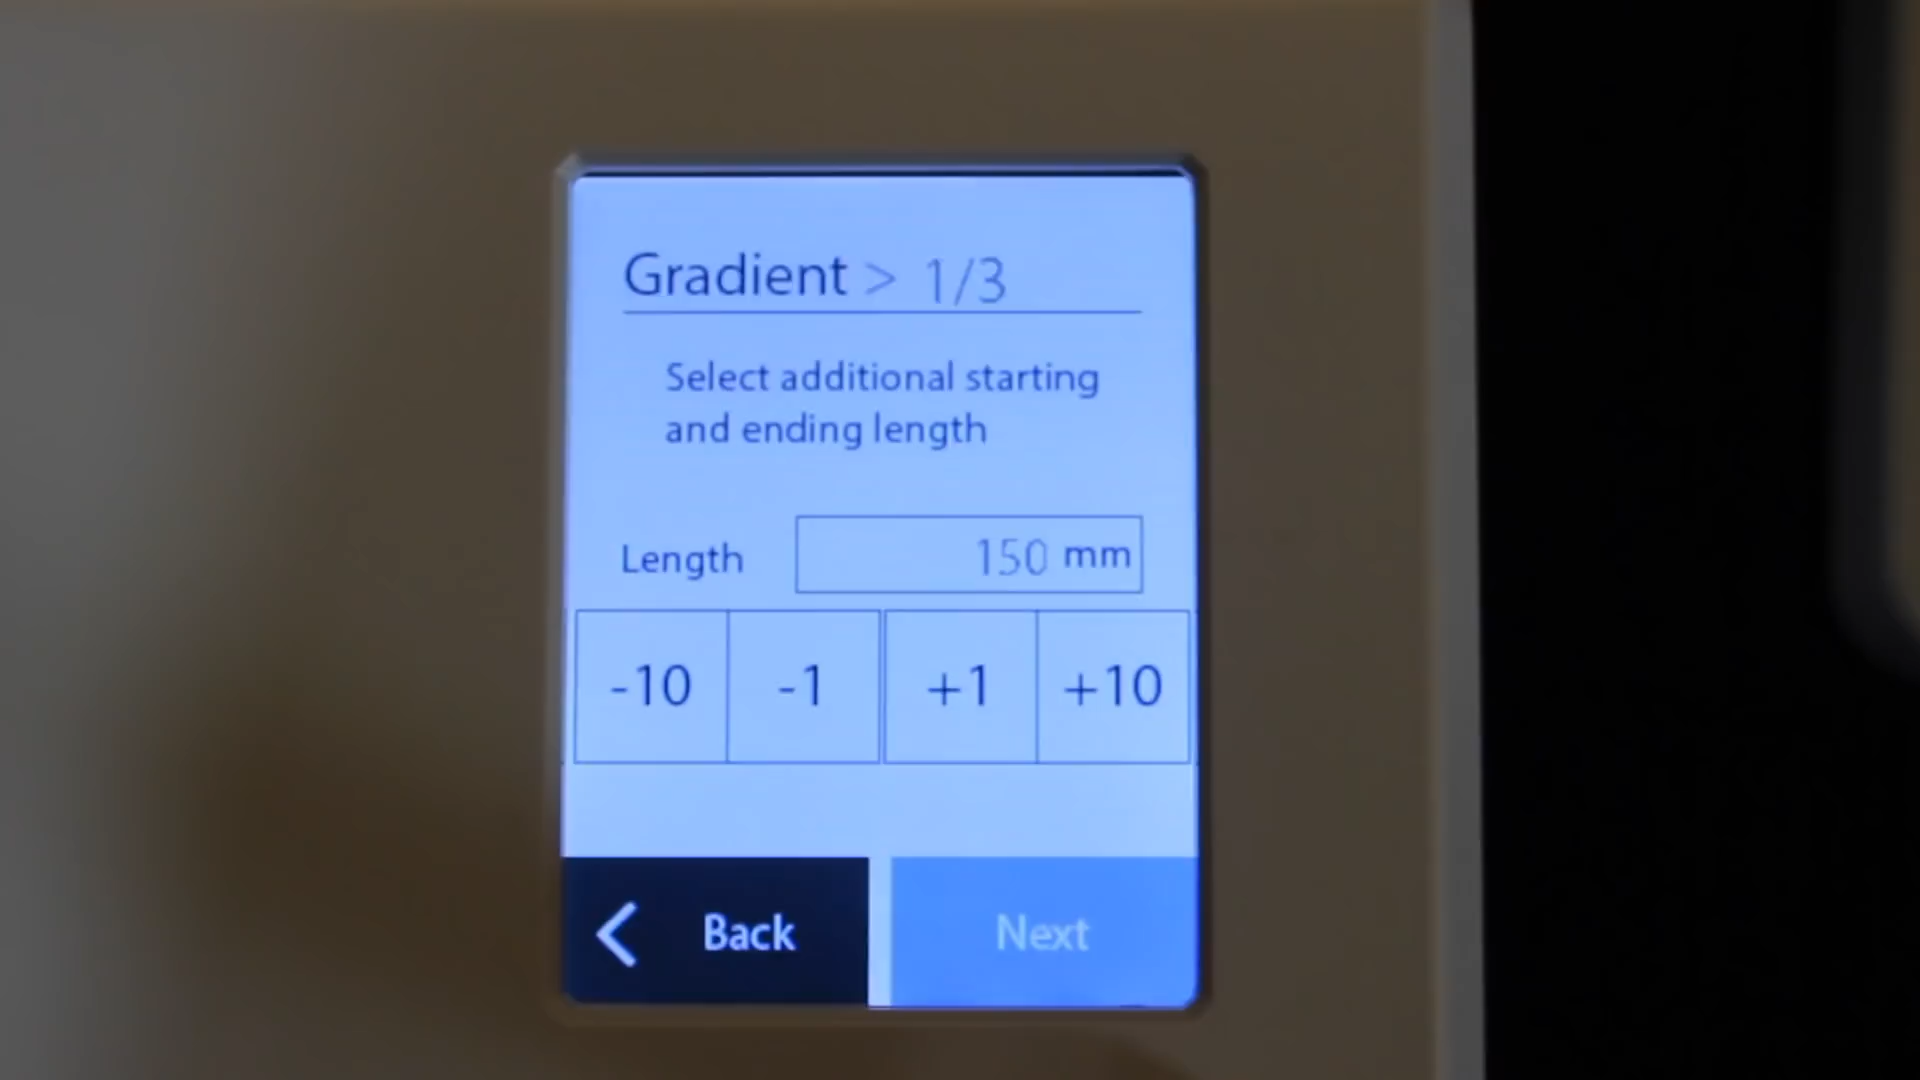 Gradient > 1/3
Select additional starting
and ending length
Length 150 mm
-10 -1 +1 +10
Back Next